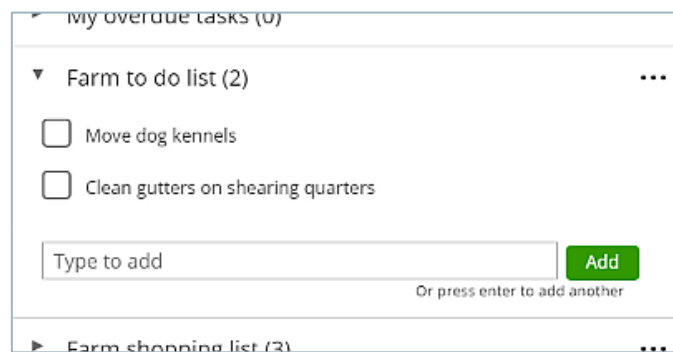 My overdue tasks (0)
Farm to do list (2)
Move dog kennels
Clean gutters on shearing quarters
Type to add
Add
Or press enter to add another
Farm shopping list (3)